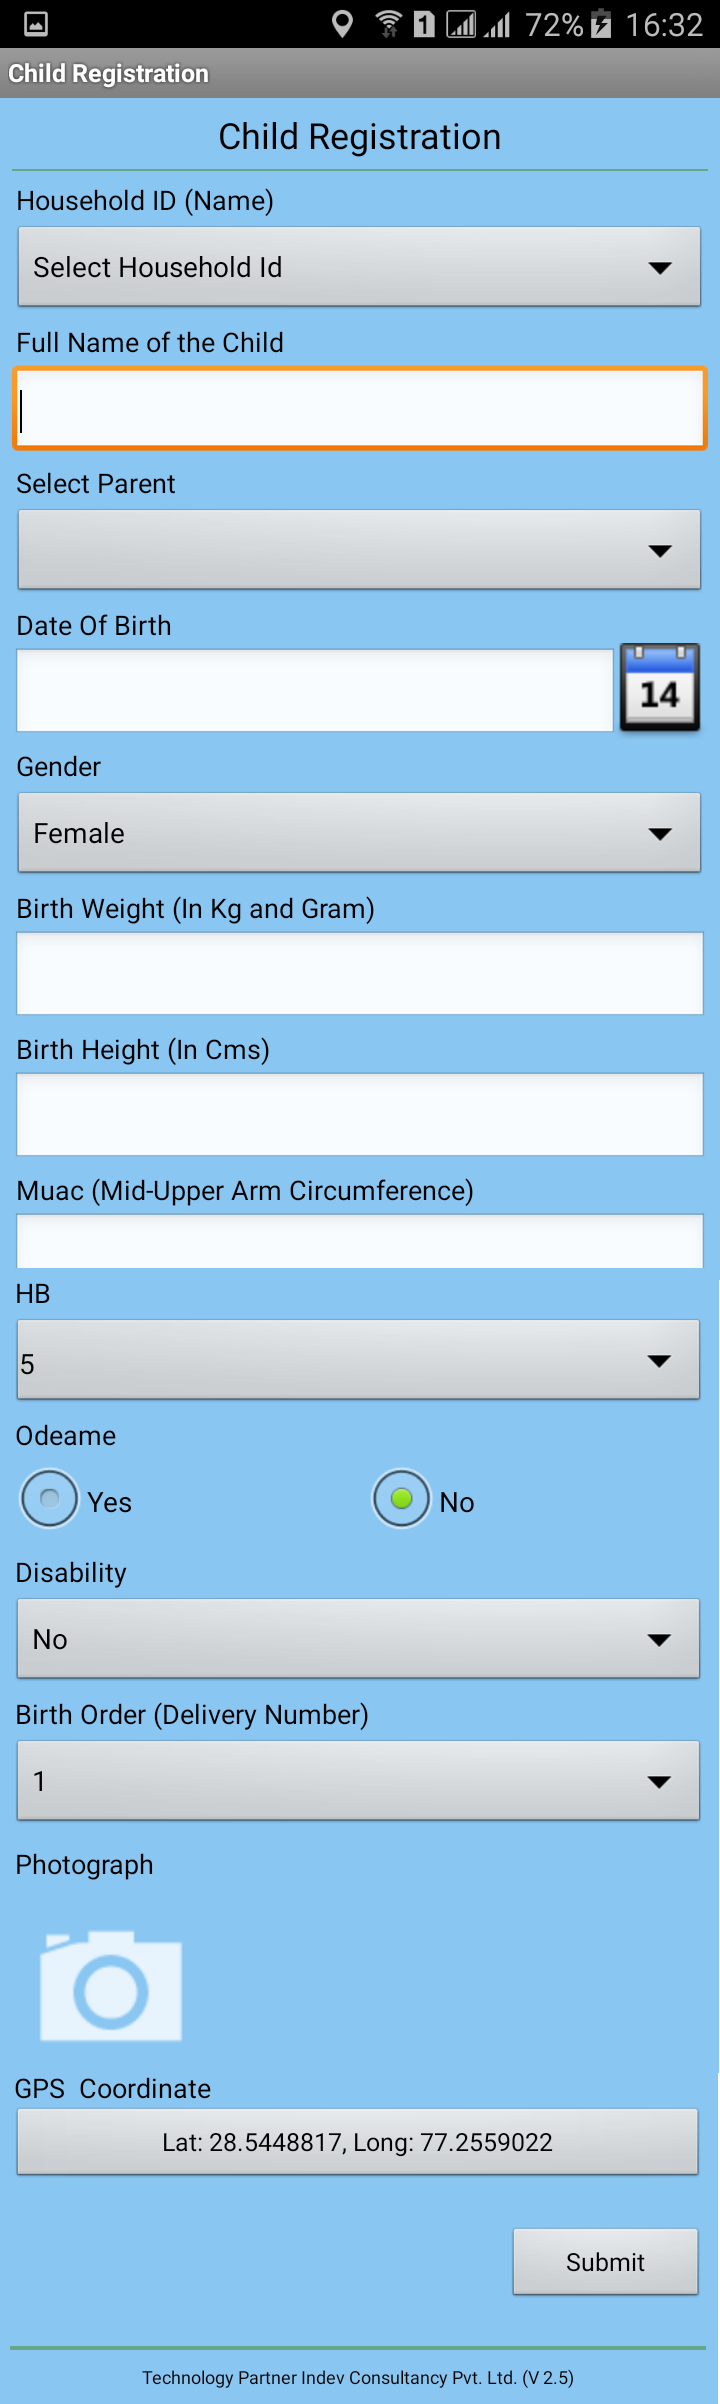 1 72% 16:32
Child Registration
Child Registration
Household ID (Name)
Select Household Id
Full Name of the Child
Select Parent
Date Of Birth
14
Gender
Female
Birth Weight (In Kg and Gram)
Birth Height (In Cms)
Muac (Mid-Upper Arm Circumference)
HB
5
Odeame
Yes No
Disability
No
Birth Order (Delivery Number)
1
Photograph
GPS Coordinate
Lat: 28.5448817, Long: 77.2559022
Submit
Technology Partner Indev Consultancy Pvt. Ltd. (V 2.5)